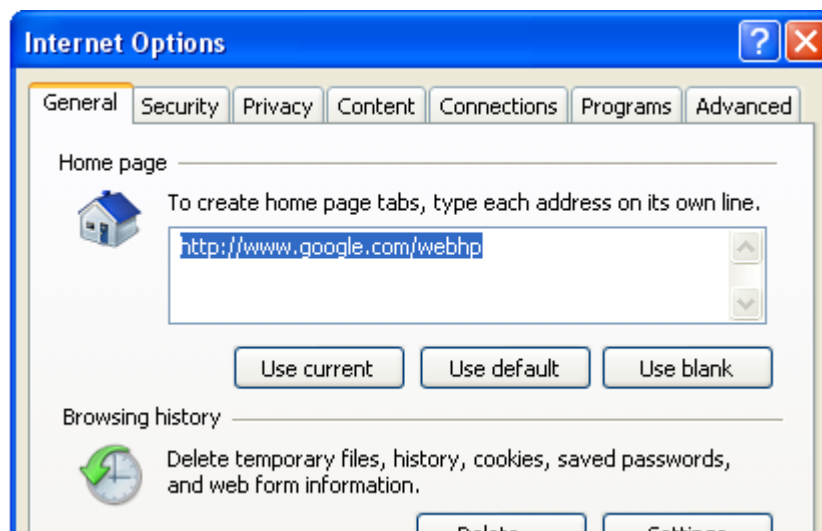 Internet Options
General Security Privacy Content Connections Programs Advanced
Home page
To create home page tabs, type each address on its own line.
http://www.google.com/webhp
Use current Use default Use blank
Browsing history
Delete temporary files, history, cookies, saved passwords,
and web form information.
Delete... Settings